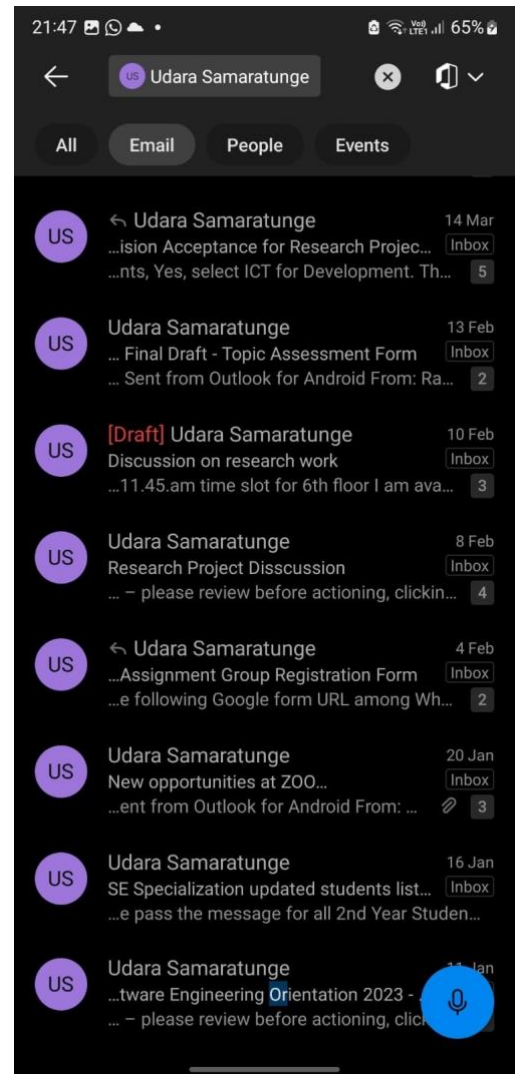 21:47
Vo)) LTE1 65%
US Udara Samaratunge
All Email People Events
US Udara Samaratunge 14 Mar
...ision Acceptance for Research Projec... Inbox
...nts, Yes, select ICT for Development. Th... 5
US Udara Samaratunge 13 Feb
... Final Draft - Topic Assessment Form Inbox
... Sent from Outlook for Android From: Ra... 2
US [Draft] Udara Samaratunge 10 Feb
Discussion on research work Inbox
...11.45.am time slot for 6th floor I am ava... 3
US Udara Samaratunge 8 Feb
Research Project Disscussion Inbox
... – please review before actioning, clickin... 4
US Udara Samaratunge 4 Feb
...Assignment Group Registration Form Inbox
...e following Google form URL among Wh... 2
US Udara Samaratunge 20 Jan
New opportunities at ZOO... Inbox
...ent from Outlook for Android From: ... 3
US Udara Samaratunge 16 Jan
SE Specialization updated students list... Inbox
...e pass the message for all 2nd Year Studen...
US Udara Samaratunge 11 Jan
...tware Engineering Orientation 2023 -
... – please review before actioning, clic